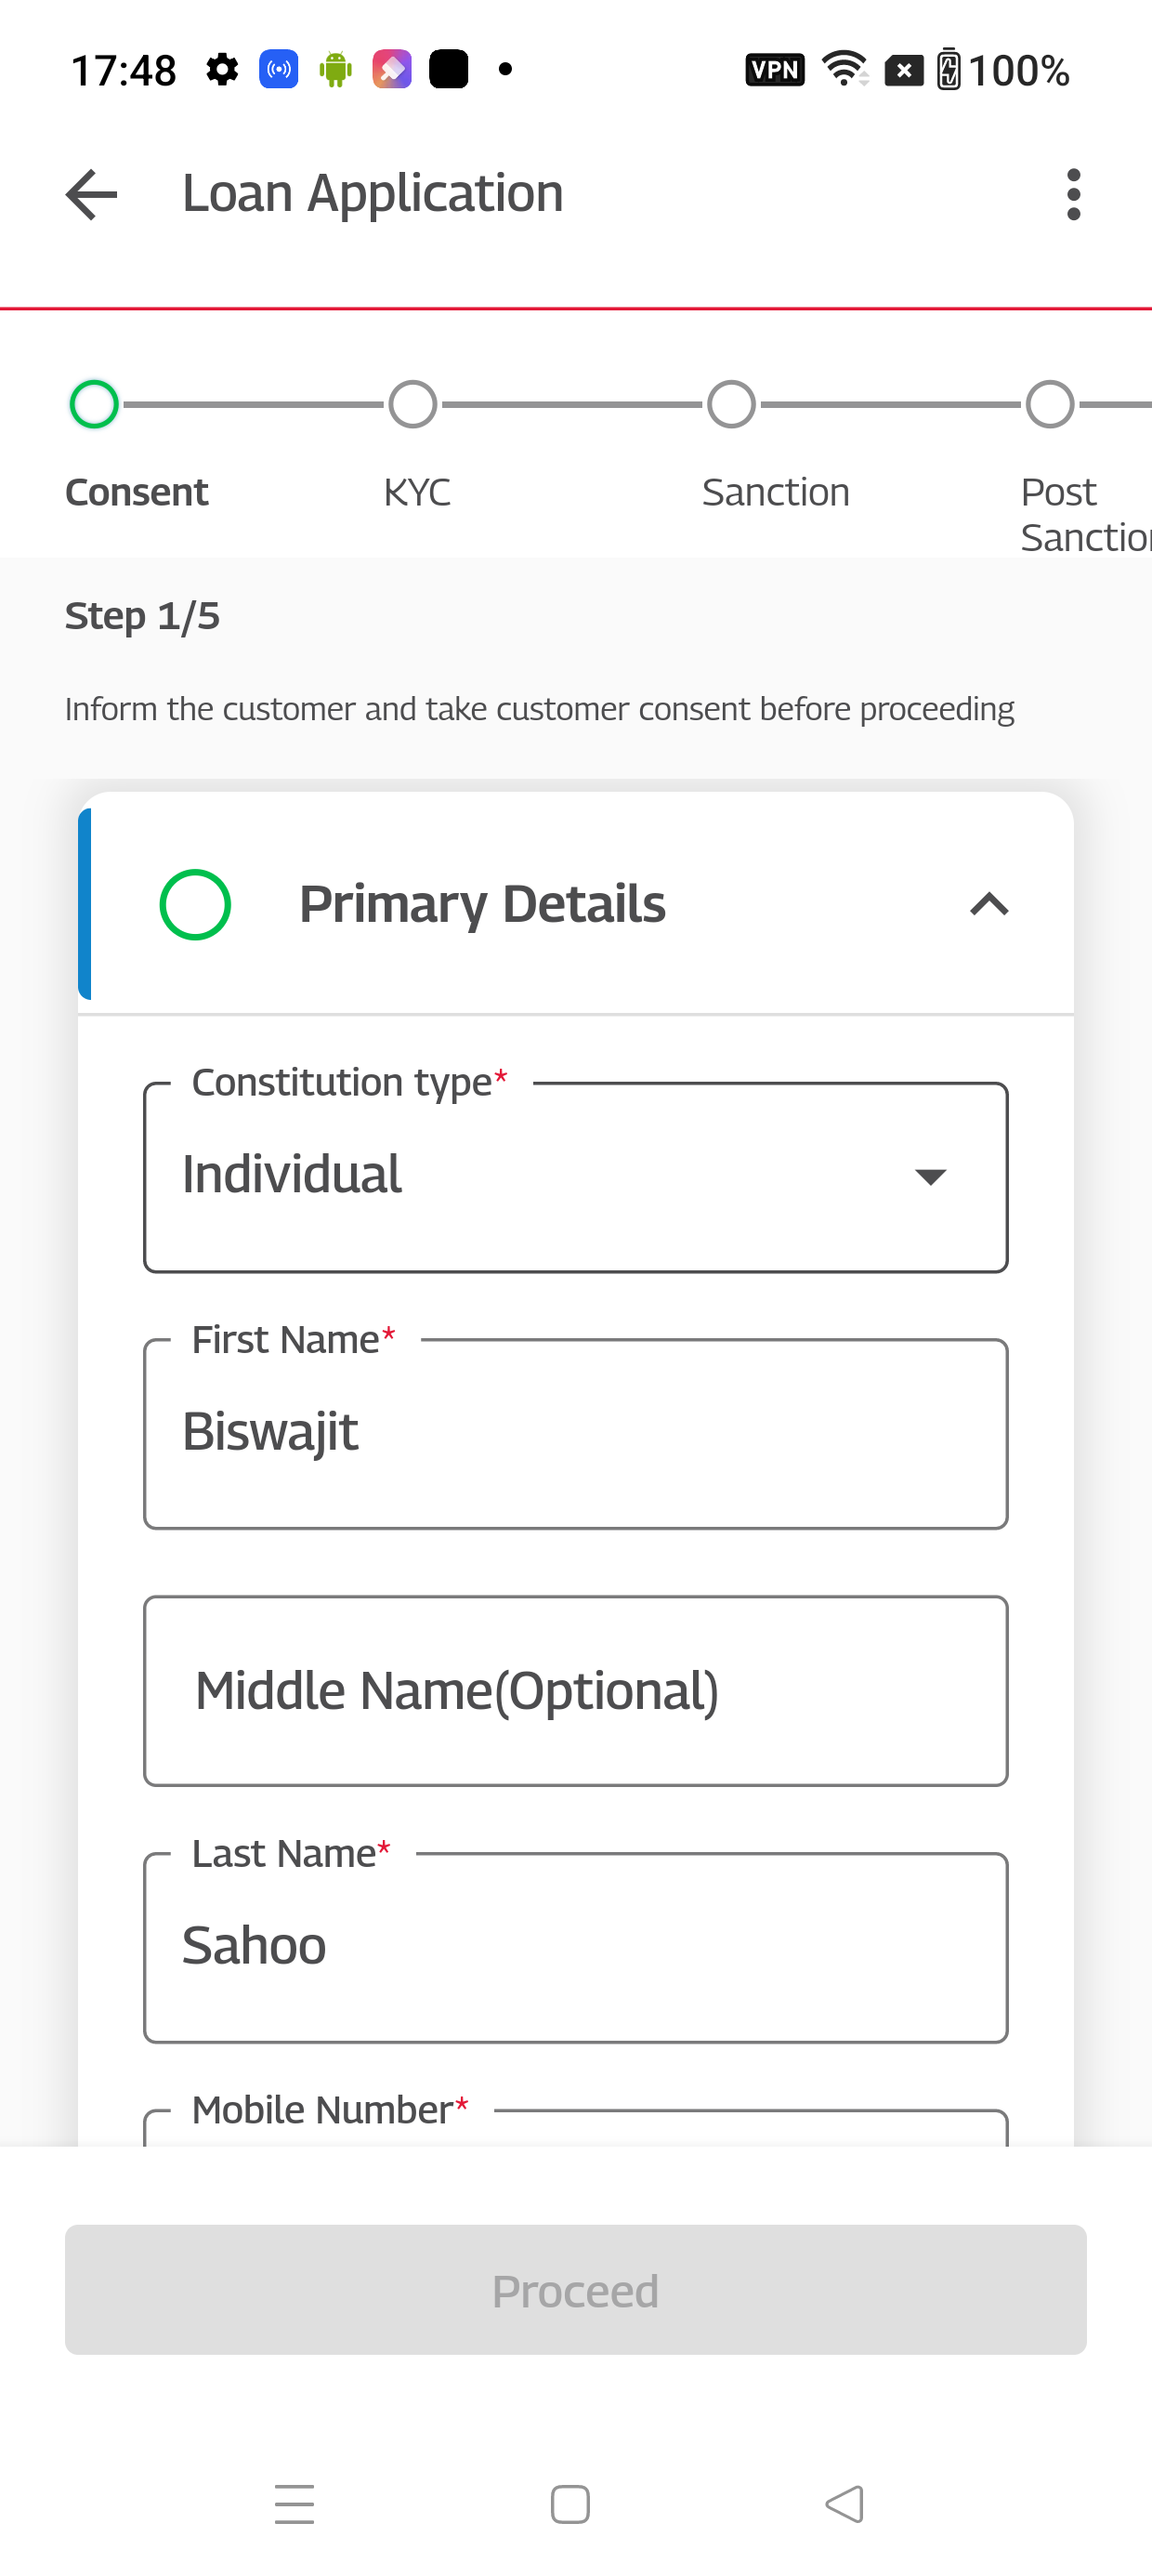 17:48
VPN
100%
Loan Application
Consent
KYC
Sanction
Post
Sanction
Step 1/5
Inform the customer and take customer consent before proceeding
Primary Details
Constitution type*
Individual
First Name*
Biswajit
Middle Name(Optional)
Last Name*
Sahoo
Mobile Number*
Proceed